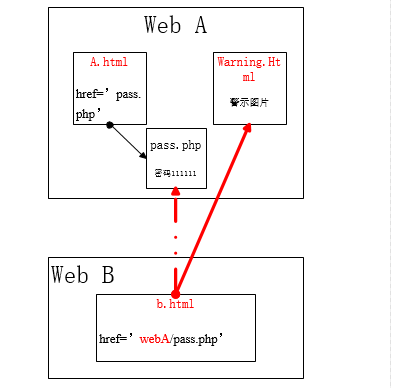 Web A
A.html
href=’pass.
php’
Warning.Ht
ml
警示图片
pass.php
密码111111
Web B
b.html
href=’webA/pass.php’